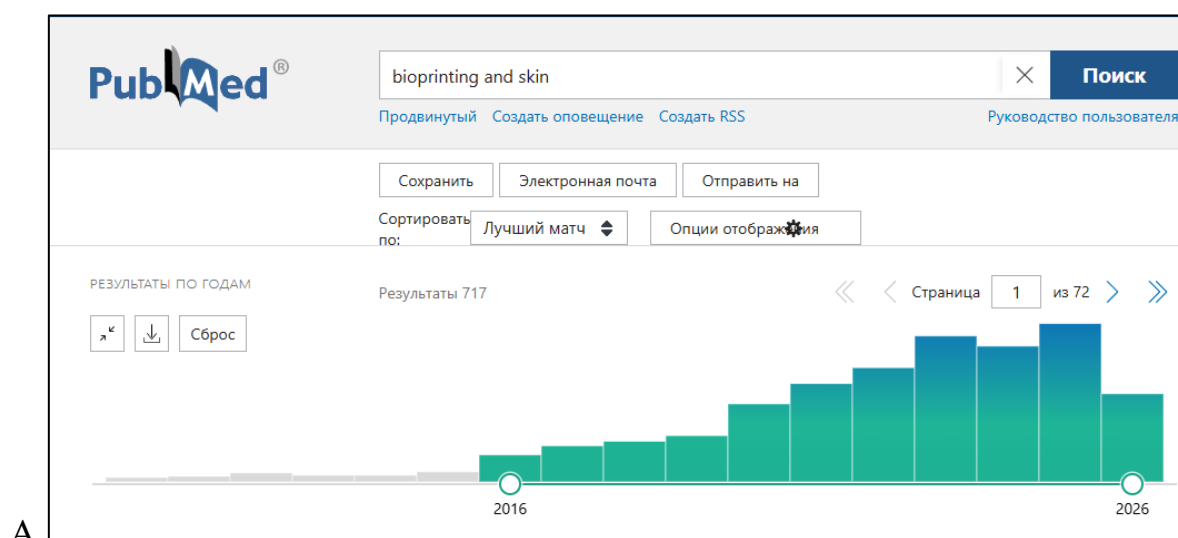 PubMed®
bioprinting and skin
Поиск
Продвинутый Создать оповещение Создать RSS Руководство пользователя
Сохранить Электронная почта Отправить на
Сортировать по:
Лучший матч Опции отображения
РЕЗУЛЬТАТЫ ПО ГОДАМ
Результаты 717
Страница 1 из 72
Сброс
2016 2026
А